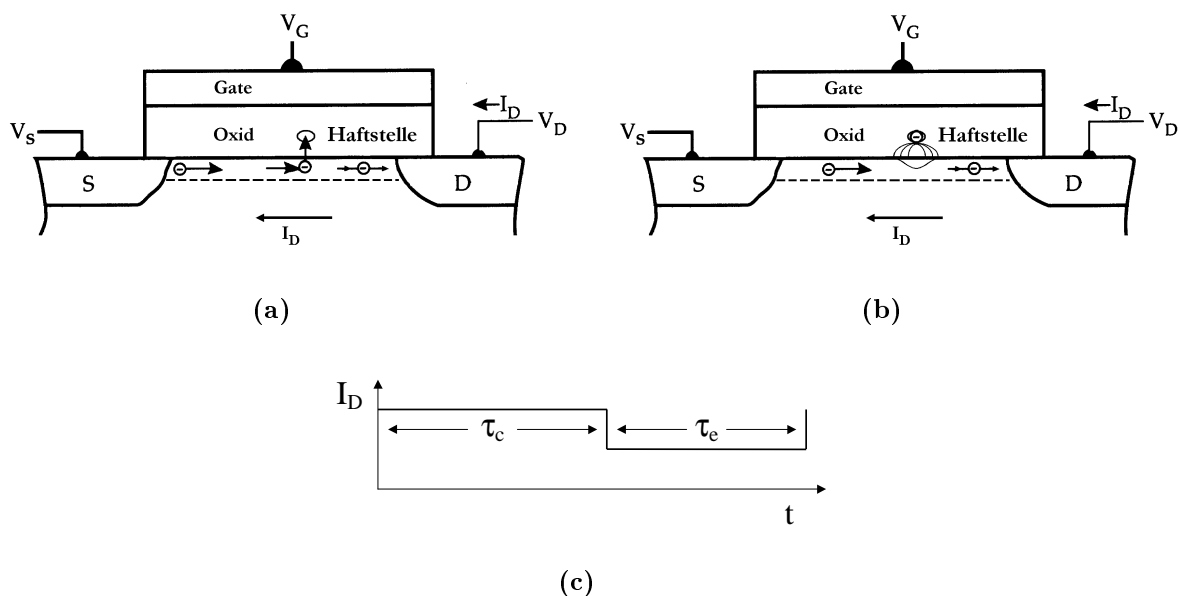 V_G
Gate
I_D
V_S
Oxid Haftstelle
V_D
S
D
I_D
(a)
V_G
Gate
I_D
V_S
Oxid Haftstelle
V_D
S
D
I_D
(b)
I_D
τ_c
τ_e
t
(c)